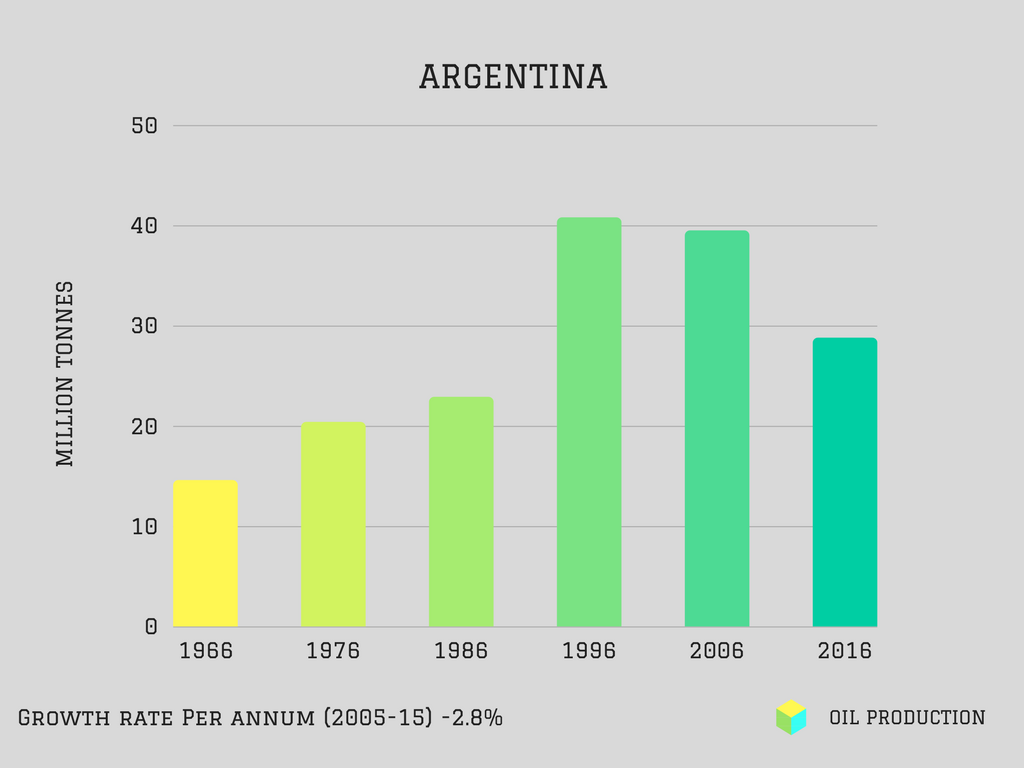 ARGENTINA
50
40
30
20
10
0
MILLION TONNES
1966 1976 1986 1996 2006 2016
Growth rate Per annum (2005-15) -2.8%
OIL PRODUCTION